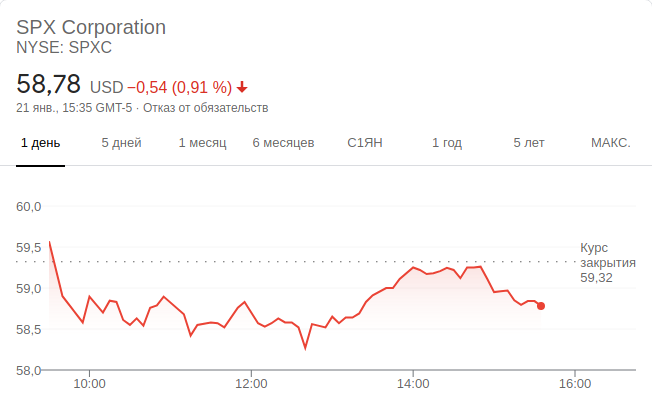 SPX Corporation
NYSE: SPXC
58,78 USD −0,54 (0,91 %)
21 янв., 15:35 GMT-5 · Отказ от обязательств
1 день 5 дней 1 месяц 6 месяцев С1ЯН 1 год 5 лет МАКС.
60,0
59,5
59,0
58,5
58,0
Курс
закрытия
59,32
10:00 12:00 14:00 16:00